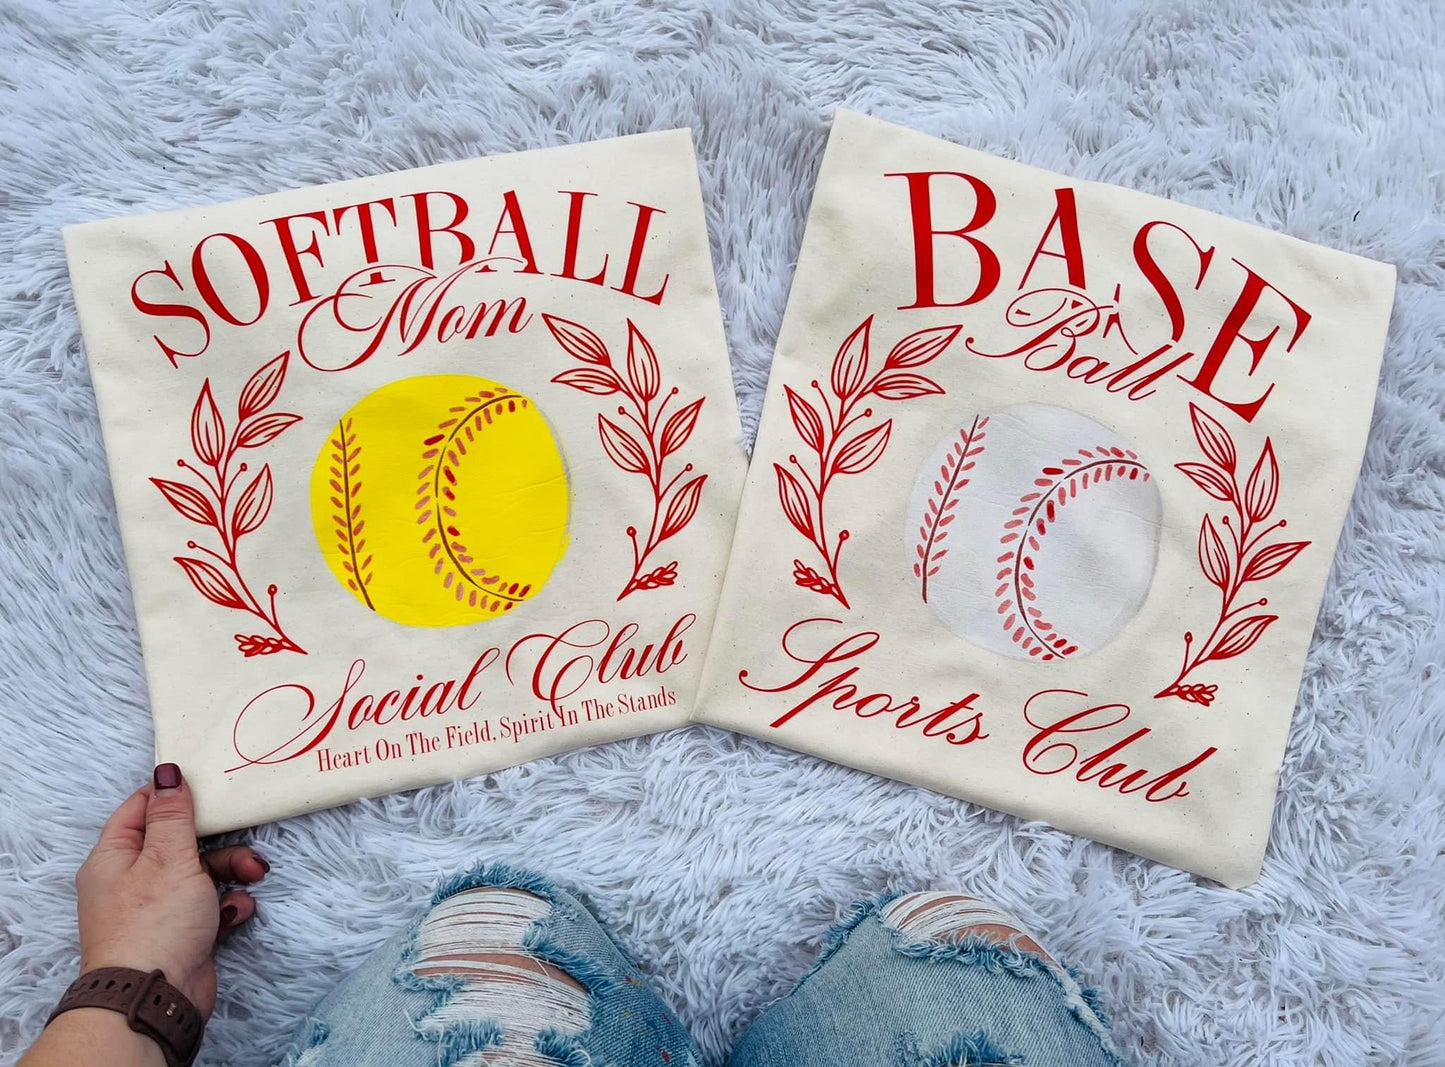 SOFTBALL
Mom
Social Club
Heart On The Field, Spirit In The Stands
BASE
Ball
Sports Club